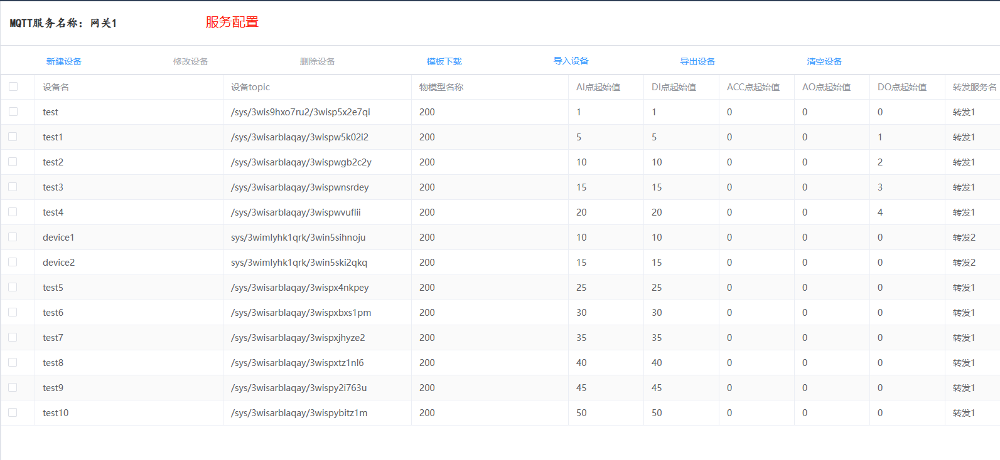 MQTT服务名称：网关1 服务配置
新建设备 修改设备 删除设备 模板下载 导入设备 导出设备 清空设备
设备名 设备topic 物模型名称 AI点起始值 DI点起始值 ACC点起始值 AO点起始值 DO点起始值 转发服务名
test /sys/3wis9hxo7ru2/3wisp5x2e7qi 200 1 1 0 0 0 转发1
test1 /sys/3wisarblaqay/3wispw5k02i2 200 5 5 0 0 1 转发1
test2 /sys/3wisarblaqay/3wispwgb2c2y 200 10 10 0 0 2 转发1
test3 /sys/3wisarblaqay/3wispwnsrdey 200 15 15 0 0 3 转发1
test4 /sys/3wisarblaqay/3wispwvuflii 200 20 20 0 0 4 转发1
device1 sys/3wimlyhk1qrk/3win5sihnoju 200 10 10 0 0 0 转发2
device2 sys/3wimlyhk1qrk/3win5ski2qkq 200 15 15 0 0 0 转发2
test5 /sys/3wisarblaqay/3wispx4nkpey 200 25 25 0 0 0 转发1
test6 /sys/3wisarblaqay/3wispxbxs1pm 200 30 30 0 0 0 转发1
test7 /sys/3wisarblaqay/3wispxjhyze2 200 35 35 0 0 0 转发1
test8 /sys/3wisarblaqay/3wispxtz1nl6 200 40 40 0 0 0 转发1
test9 /sys/3wisarblaqay/3wispy2i763u 200 45 45 0 0 0 转发1
test10 /sys/3wisarblaqay/3wispybitz1m 200 50 50 0 0 0 转发1